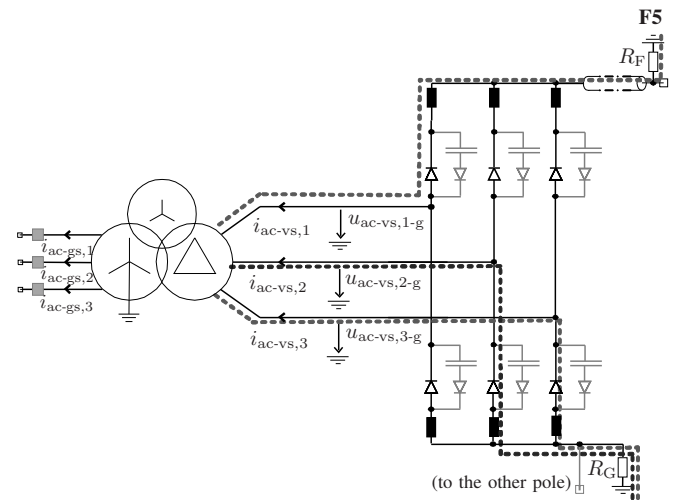 F5
R_F
i_ac-vs,1
u_ac-vs,1-g
i_ac-gs,1
i_ac-gs,2
i_ac-vs,2
u_ac-vs,2-g
i_ac-gs,3
i_ac-vs,3
u_ac-vs,3-g
R_G
(to the other pole)